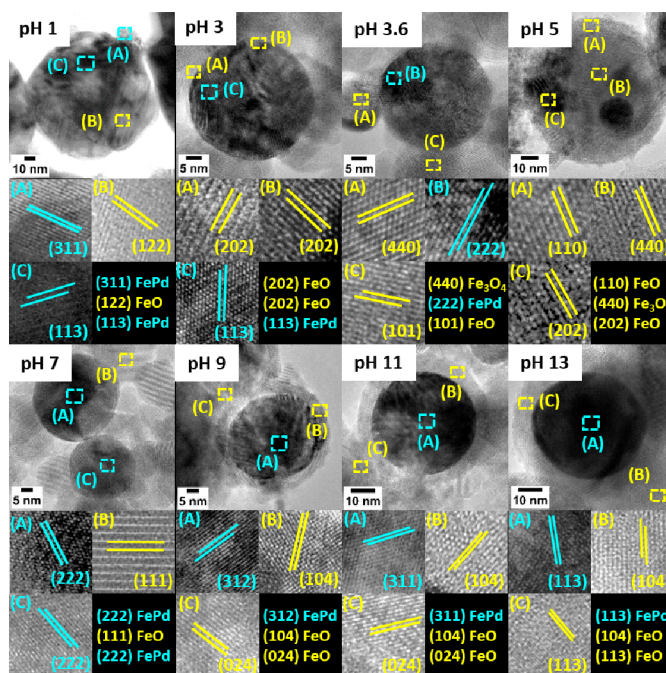 pH 1
(A)
(C)
(B)
10 nm
(A)
(311)
(B)
(122)
(C)
(113)
(311) FePd
(122) FeO
(113) FePd
pH 3
(B)
(A)
(C)
5 nm
(A)
(202)
(B)
(202)
(C)
(113)
(202) FeO
(202) FeO
(113) FePd
pH 3.6
(B)
(A)
(C)
5 nm
(A)
(440)
(B)
(222)
(C)
(101)
(440) Fe₃O₄
(222) FePd
(101) FeO
pH 5
(A)
(B)
(C)
5 nm
(A)
(110)
(B)
(440)
(C)
(202)
(110) FeO
(440) Fe₃O
(202) FeO
pH 7
(B)
(A)
(C)
5 nm
(A)
(222)
(B)
(111)
(C)
(222)
(222) FePd
(111) FeO
(222) FePd
pH 9
(C)
(B)
(A)
5 nm
(A)
(312)
(B)
(104)
(C)
(024)
(312) FePd
(104) FeO
(024) FeO
pH 11
(B)
(A)
(C)
10 nm
(A)
(311)
(B)
(104)
(C)
(024)
(311) FePd
(104) FeO
(024) FeO
pH 13
(C)
(A)
(B)
10 nm
(A)
(113)
(B)
(104
(C)
(113)
(113) FePd
(104) FeO
(113) FeO